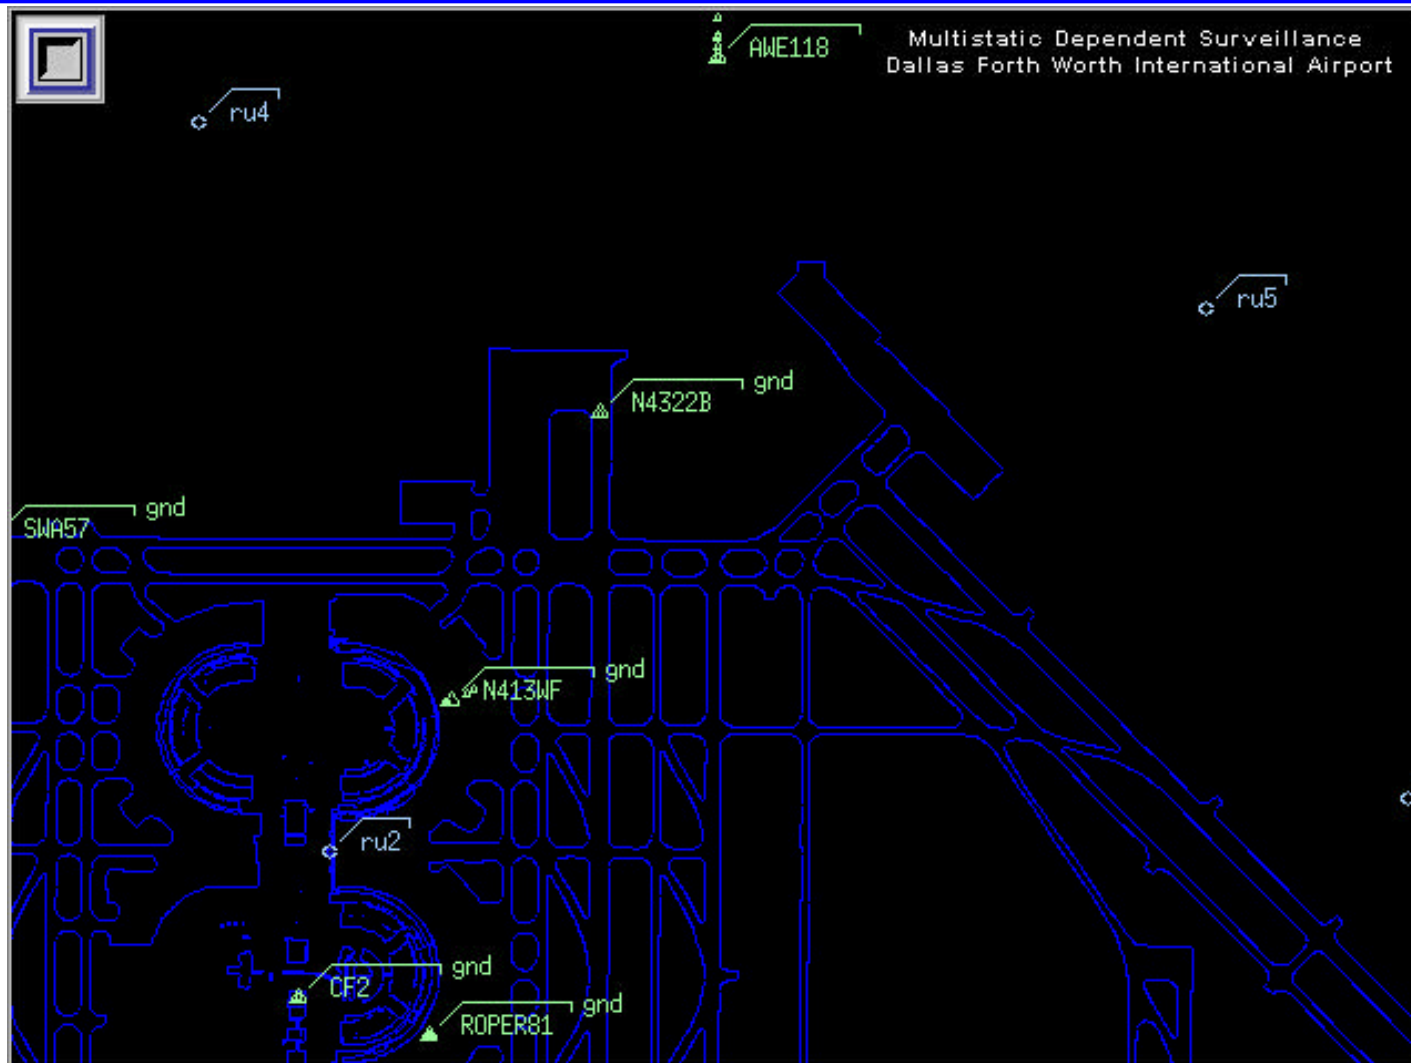 AWE118
Multistatic Dependent Surveillance
Dallas Forth Worth International Airport
ru4
ru5
gnd
N4322B
gnd
SWA57
gnd
N413WF
ru2
gnd
CF2
gnd
ROPER81